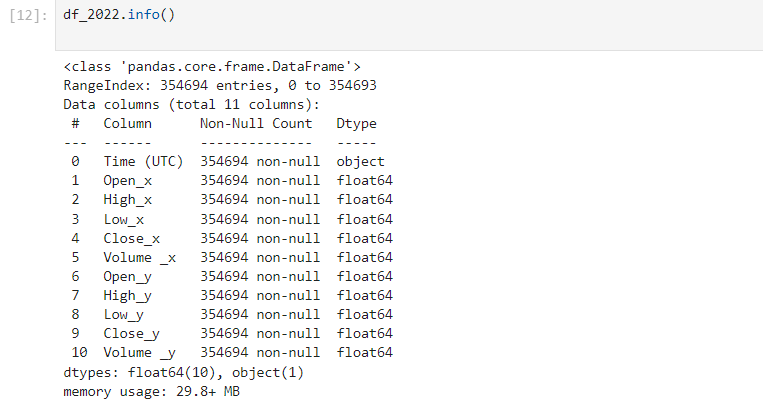 [12]: df_2022.info()
<class 'pandas.core.frame.DataFrame'>
RangeIndex: 354694 entries, 0 to 354693
Data columns (total 11 columns):
 #   Column      Non-Null Count   Dtype
---  ------      --------------   -----
 0   Time (UTC)  354694 non-null  object
 1   Open_x      354694 non-null  float64
 2   High_x      354694 non-null  float64
 3   Low_x       354694 non-null  float64
 4   Close_x     354694 non-null  float64
 5   Volume _x   354694 non-null  float64
 6   Open_y      354694 non-null  float64
 7   High_y      354694 non-null  float64
 8   Low_y       354694 non-null  float64
 9   Close_y     354694 non-null  float64
 10  Volume _y   354694 non-null  float64
dtypes: float64(10), object(1)
memory usage: 29.8+ MB